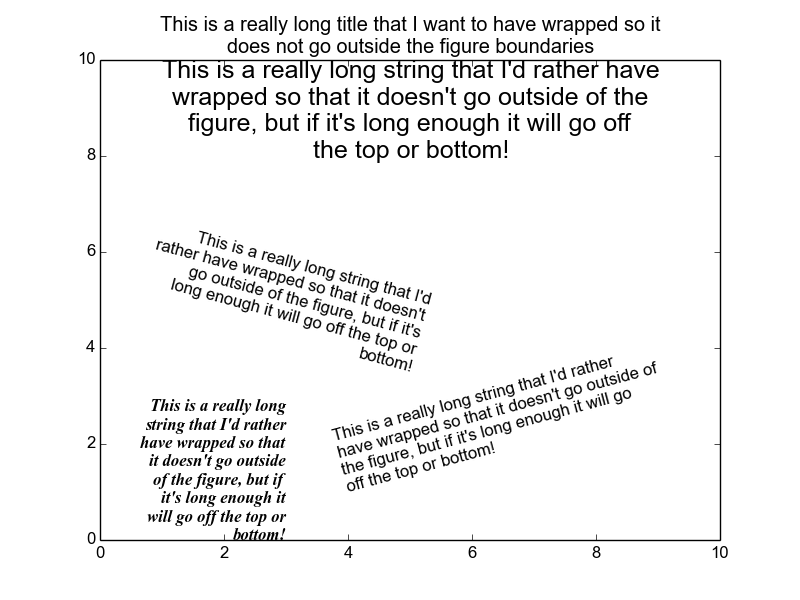 This is a really long title that I want to have wrapped so it
does not go outside the figure boundaries
10
This is a really long string that I'd rather have
wrapped so that it doesn't go outside of the
figure, but if it's long enough it will go off
the top or bottom!
8
6
This is a really long string that I'd
rather have wrapped so that it doesn't
go outside of the figure, but if it's
long enough it will go off the top or
bottom!
4
This is a really long string that I'd rather
have wrapped so that it doesn't go outside of
the figure, but if it's long enough it will go
off the top or bottom!
This is a really long
string that I'd rather
have wrapped so that
it doesn't go outside
of the figure, but if
it's long enough it
will go off the top or
bottom!
2
0
0 2 4 6 8 10